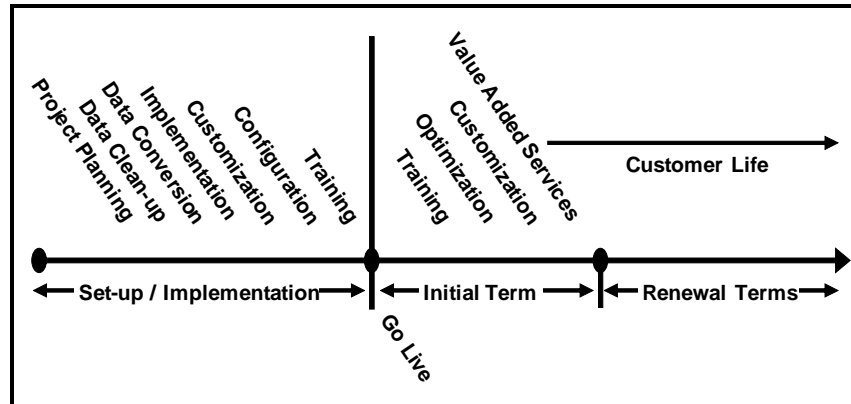 Project Planning
Data Clean-up
Data Conversion
Implementation
Customization
Configuration
Training
Training
Optimization
Customization
Value Added Services
Customer Life
Set-up / Implementation
Initial Term
Renewal Terms
Go Live